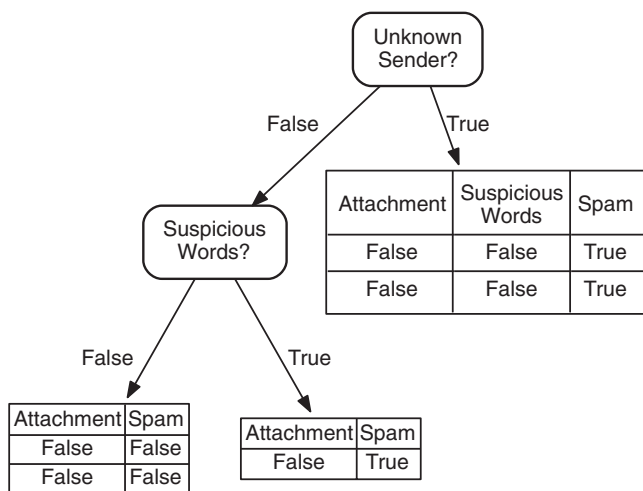 Unknown
Sender?
False
True
Attachment Suspicious Words Spam
False False True
False False True
Suspicious
Words?
False
True
Attachment Spam
False False
False False
Attachment Spam
False True